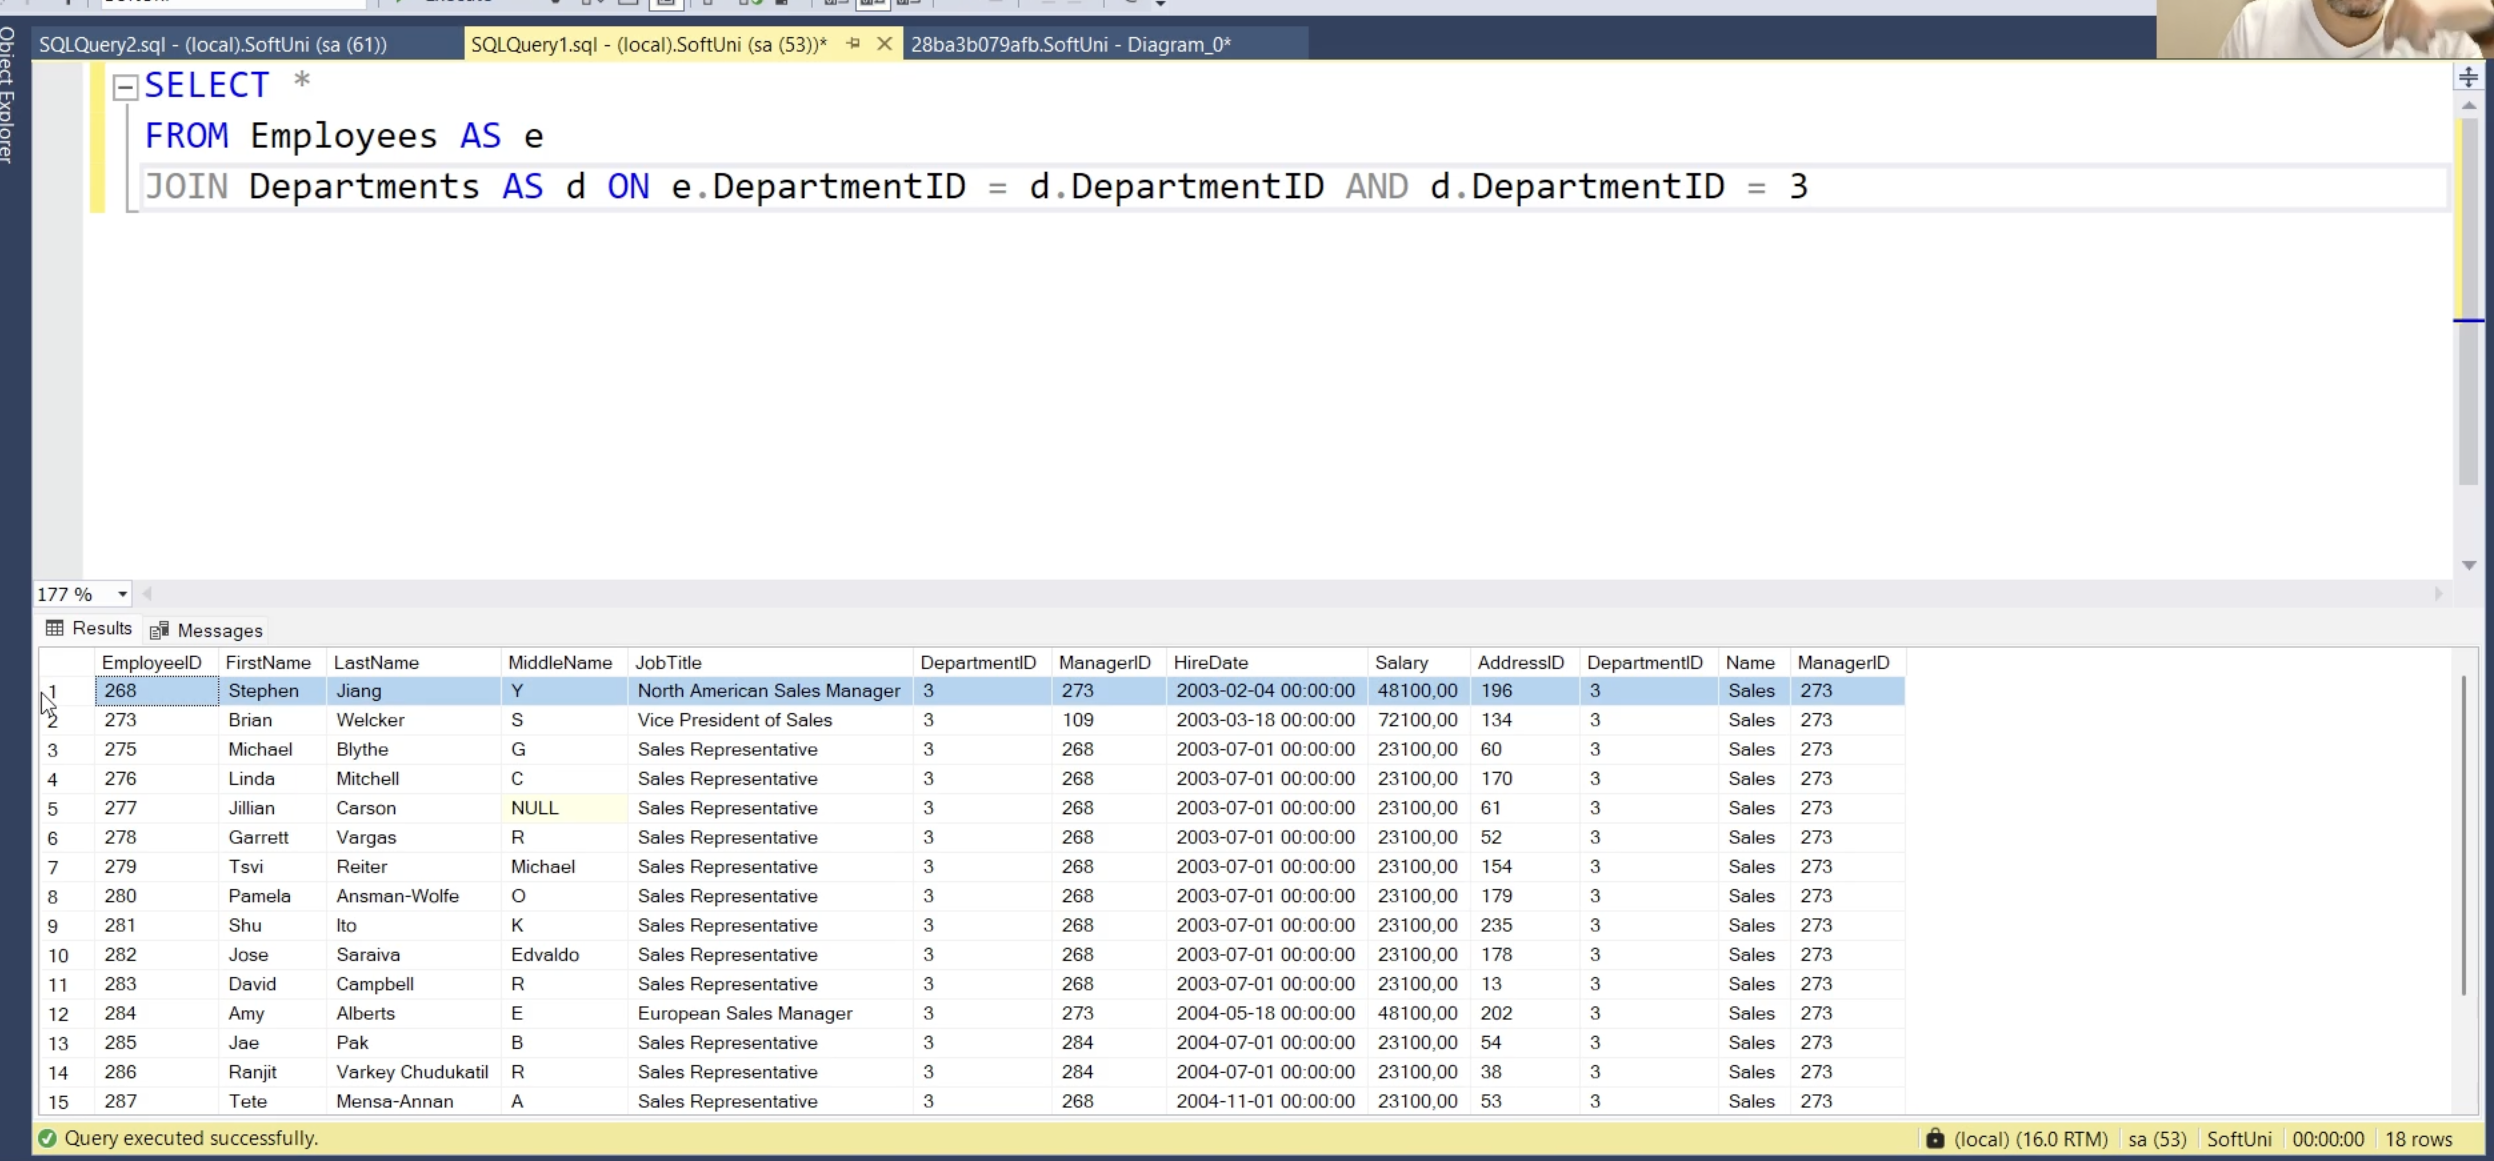 SQLQuery2.sql - (local).SoftUni (sa (61)) SQLQuery1.sql - (local).SoftUni (sa (53))* 28ba3b079afb.SoftUni - Diagram_0*
Object Explorer
SELECT *
FROM Employees AS e
JOIN Departments AS d ON e.DepartmentID = d.DepartmentID AND d.DepartmentID = 3
177 %
Results Messages
EmployeeID FirstName LastName MiddleName JobTitle DepartmentID ManagerID HireDate Salary AddressID DepartmentID Name ManagerID
1 268 Stephen Jiang Y North American Sales Manager 3 273 2003-02-04 00:00:00 48100,00 196 3 Sales 273
2 273 Brian Welcker S Vice President of Sales 3 109 2003-03-18 00:00:00 72100,00 134 3 Sales 273
3 275 Michael Blythe G Sales Representative 3 268 2003-07-01 00:00:00 23100,00 60 3 Sales 273
4 276 Linda Mitchell C Sales Representative 3 268 2003-07-01 00:00:00 23100,00 170 3 Sales 273
5 277 Jillian Carson NULL Sales Representative 3 268 2003-07-01 00:00:00 23100,00 61 3 Sales 273
6 278 Garrett Vargas R Sales Representative 3 268 2003-07-01 00:00:00 23100,00 52 3 Sales 273
7 279 Tsvi Reiter Michael Sales Representative 3 268 2003-07-01 00:00:00 23100,00 154 3 Sales 273
8 280 Pamela Ansman-Wolfe O Sales Representative 3 268 2003-07-01 00:00:00 23100,00 179 3 Sales 273
9 281 Shu Ito K Sales Representative 3 268 2003-07-01 00:00:00 23100,00 235 3 Sales 273
10 282 Jose Saraiva Edvaldo Sales Representative 3 268 2003-07-01 00:00:00 23100,00 178 3 Sales 273
11 283 David Campbell R Sales Representative 3 268 2003-07-01 00:00:00 23100,00 13 3 Sales 273
12 284 Amy Alberts E European Sales Manager 3 273 2004-05-18 00:00:00 48100,00 202 3 Sales 273
13 285 Jae Pak B Sales Representative 3 284 2004-07-01 00:00:00 23100,00 54 3 Sales 273
14 286 Ranjit Varkey Chudukatil R Sales Representative 3 284 2004-07-01 00:00:00 23100,00 38 3 Sales 273
15 287 Tete Mensa-Annan A Sales Representative 3 268 2004-11-01 00:00:00 23100,00 53 3 Sales 273
Query executed successfully. (local) (16.0 RTM) sa (53) SoftUni 00:00:00 18 rows